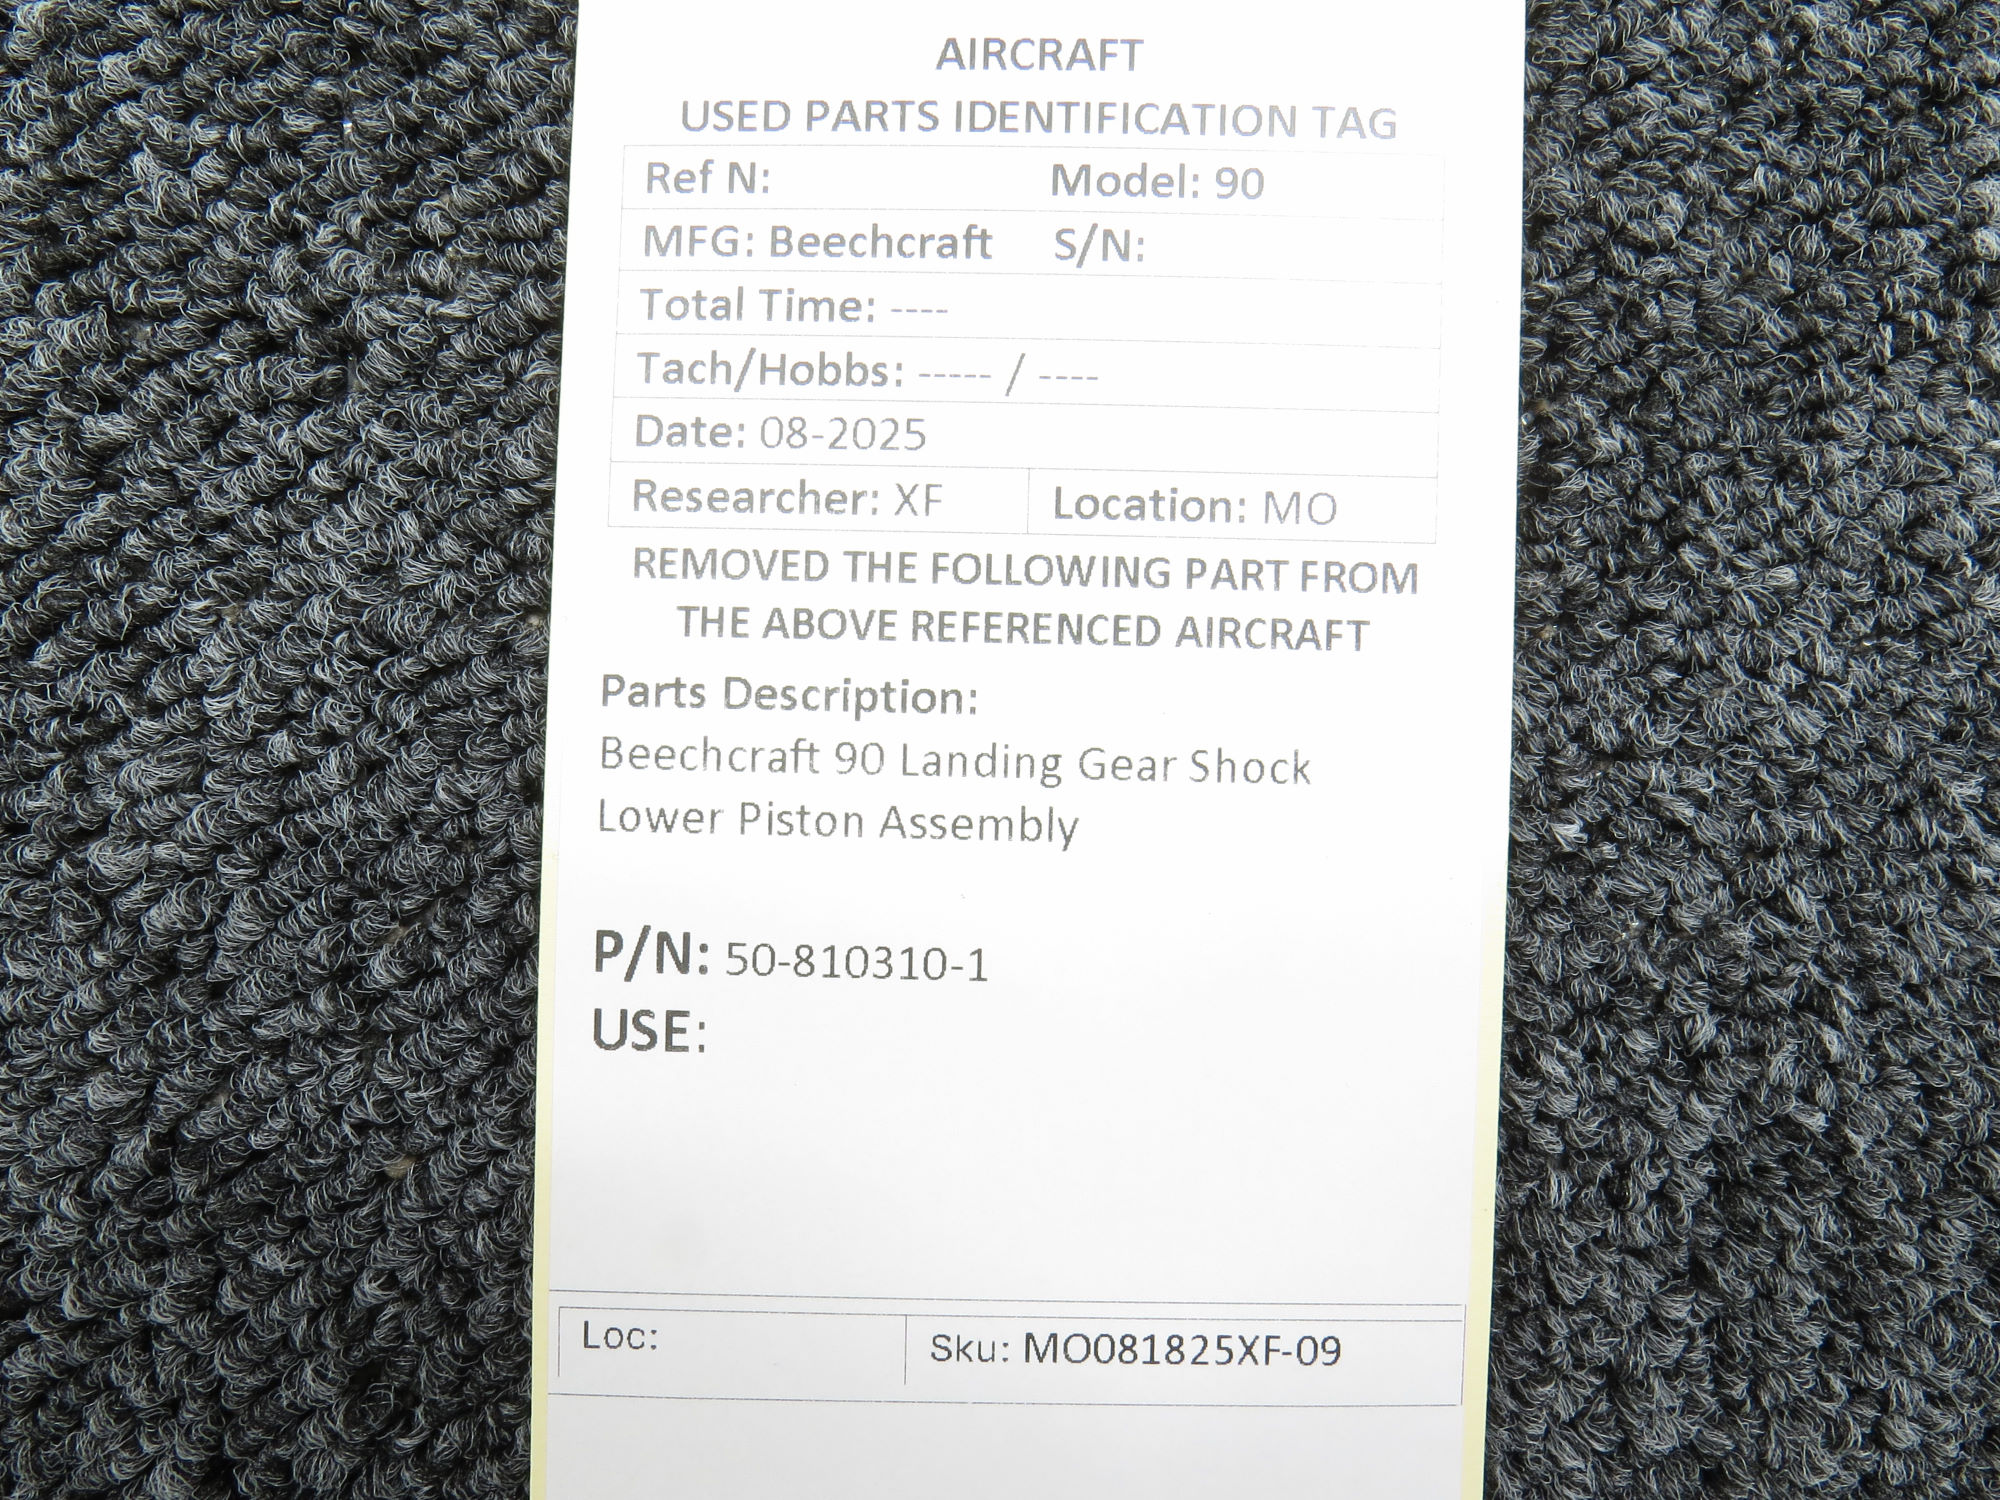 AIRCRAFT
USED PARTS IDENTIFICATION TAG
Ref N: Model: 90
MFG: Beechcraft S/N:
Total Time: ----
Tach/Hobbs: ----- / ----
Date: 08-2025
Researcher: XF Location: MO
REMOVED THE FOLLOWING PART FROM
THE ABOVE REFERENCED AIRCRAFT
Parts Description:
Beechcraft 90 Landing Gear Shock
Lower Piston Assembly
P/N: 50-810310-1
USE:
Loc: Sku: MO081825XF-09